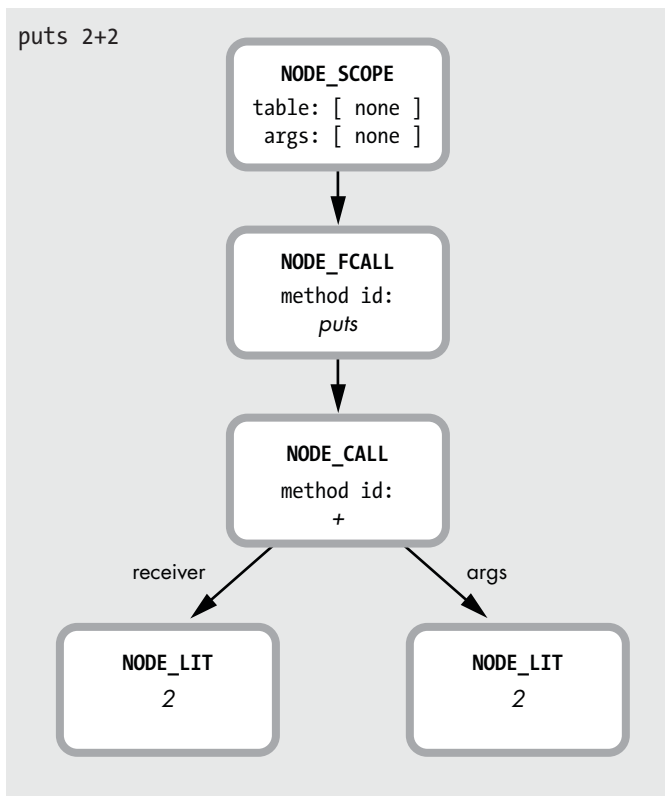 puts 2+2
NODE_SCOPE
table: [ none ]
args: [ none ]
NODE_FCALL
method id:
puts
NODE_CALL
method id:
+
receiver
args
NODE_LIT
2
NODE_LIT
2